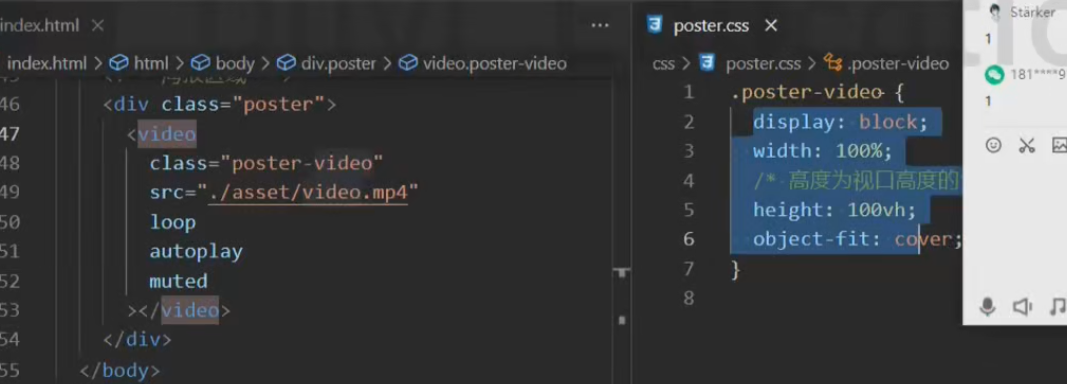 index.html
index.html > html > body > div.poster > video.poster-video
46 <div class="poster">
47 <video
48 class="poster-video"
49 src="./asset/video.mp4"
50 loop
51 autoplay
52 muted
53 ></video>
54 </div>
55 </body>
poster.css
css > poster.css > .poster-video
1 .poster-video {
2 display: block;
3 width: 100%;
4 /* 高度为视口高度的
5 height: 100vh;
6 object-fit: cover;
7 }
8
Stärker
1
181****9
1